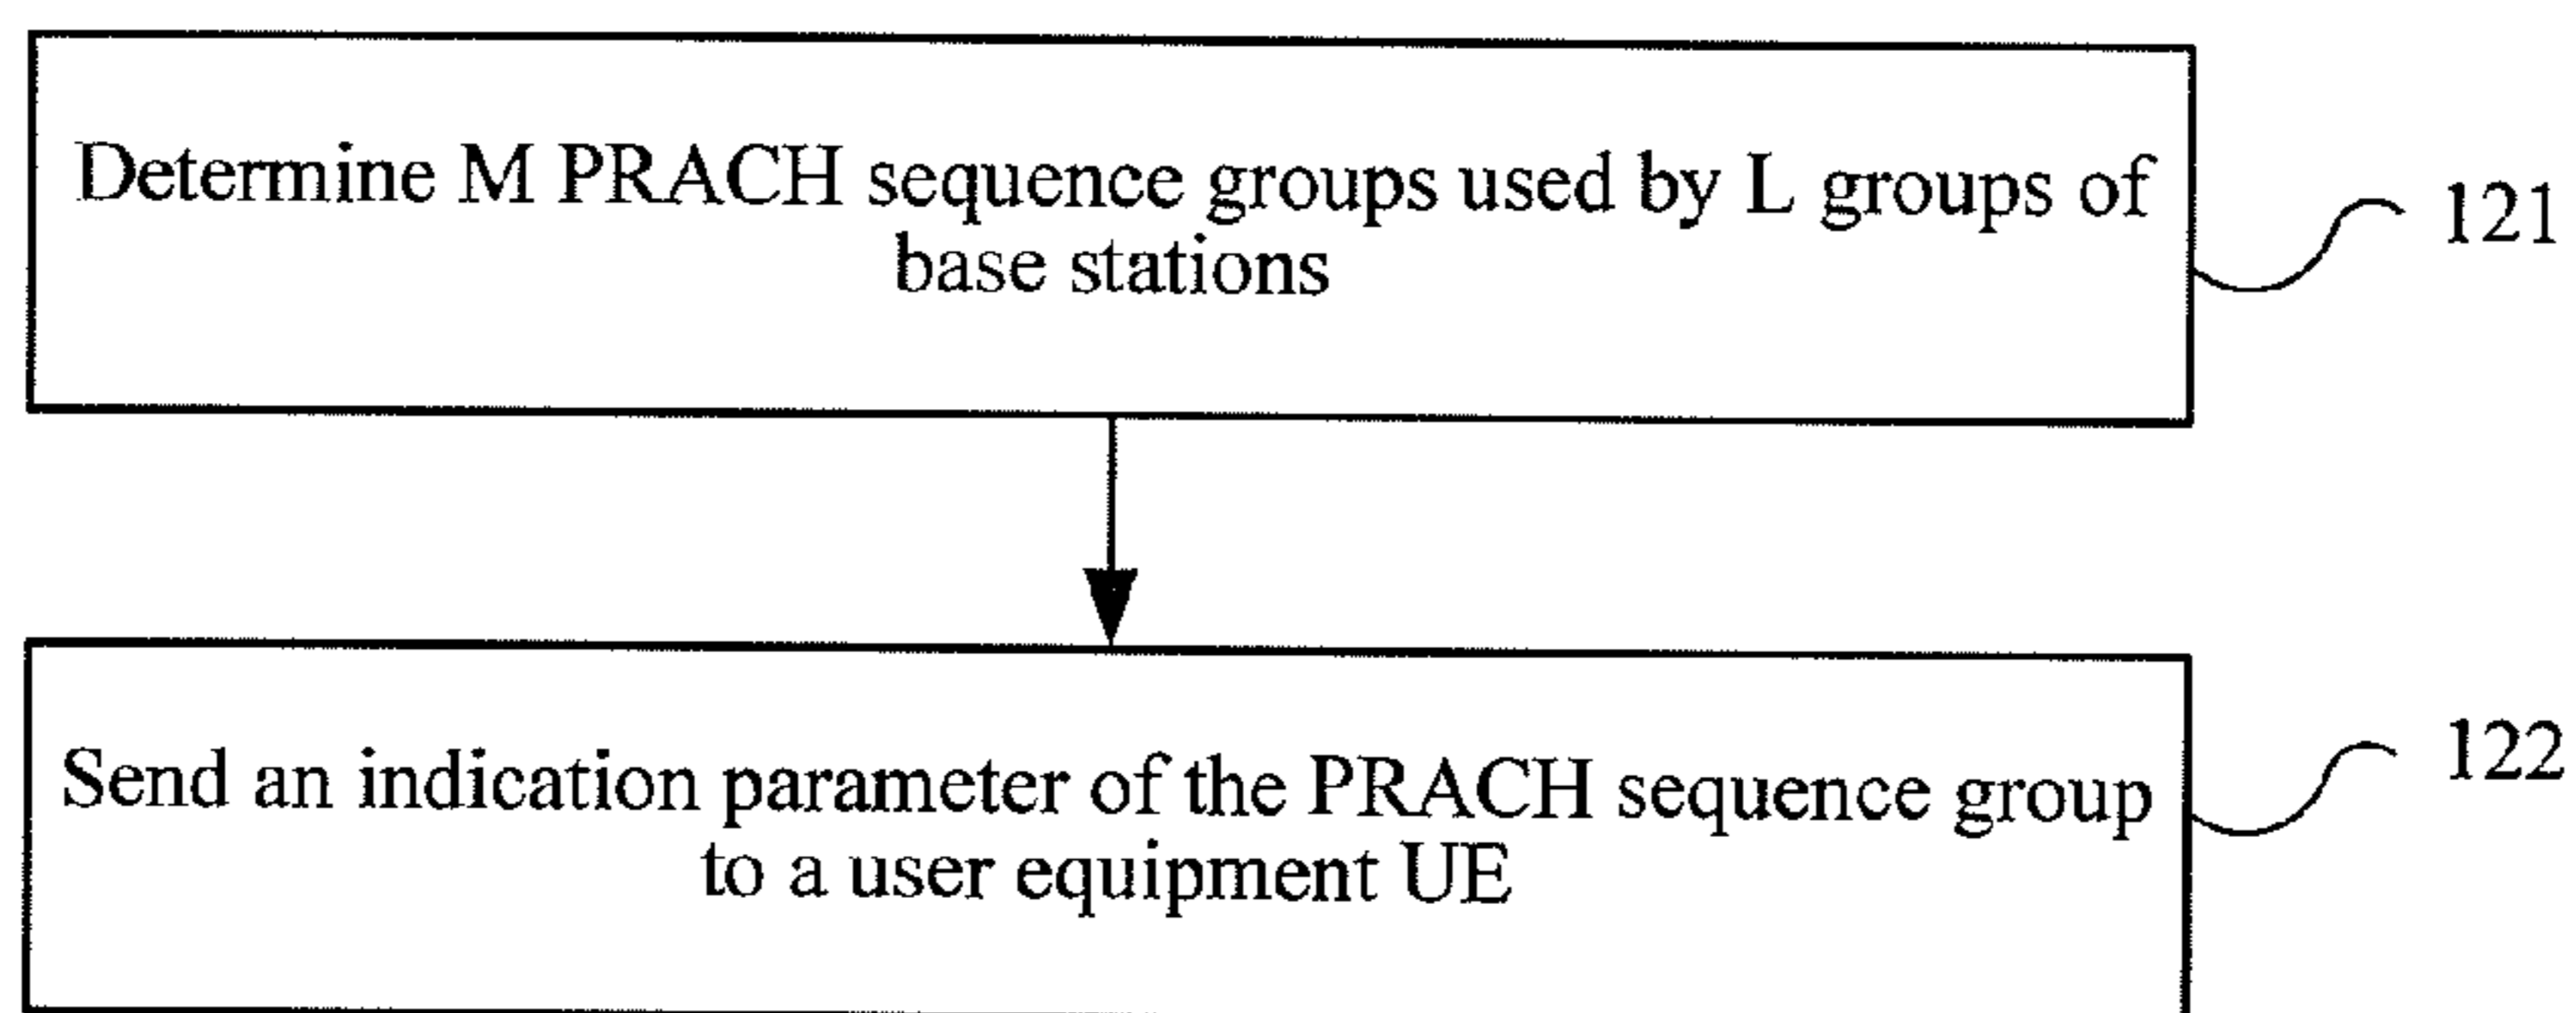 Determine M PRACH sequence groups used by L groups of
base stations
121
Send an indication parameter of the PRACH sequence group
to a user equipment UE
122